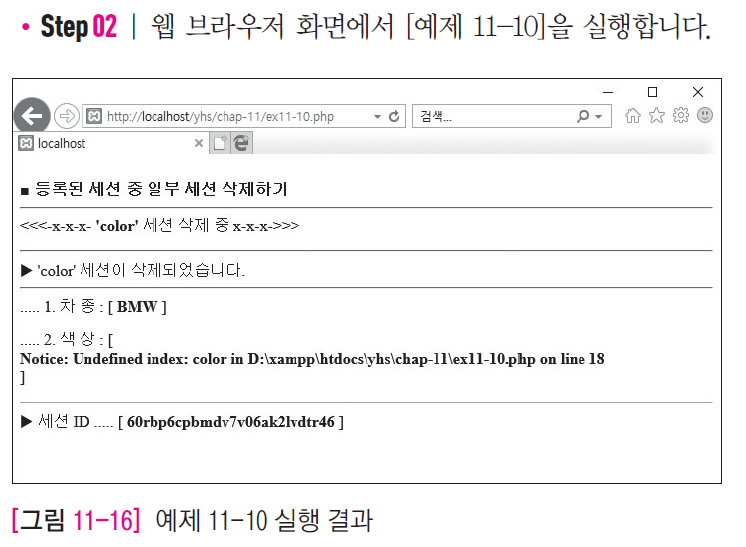 • Step 02 | 웹 브라우저 화면에서 [예제 11-10]을 실행합니다.
http://localhost/yhs/chap-11/ex11-10.php
검색...
localhost
■ 등록된 세션 중 일부 세션 삭제하기
<<<-x-x-x- 'color' 세션 삭제 중 x-x-x->>>
▶ 'color' 세션이 삭제되었습니다.
..... 1. 차 종 : [ BMW ]
..... 2. 색 상 : [
Notice: Undefined index: color in D:\xampp\htdocs\yhs\chap-11\ex11-10.php on line 18
]
▶ 세션 ID ..... [ 60rbp6cpbmdv7v06ak2lvdtr46 ]
[그림 11-16] 예제 11-10 실행 결과